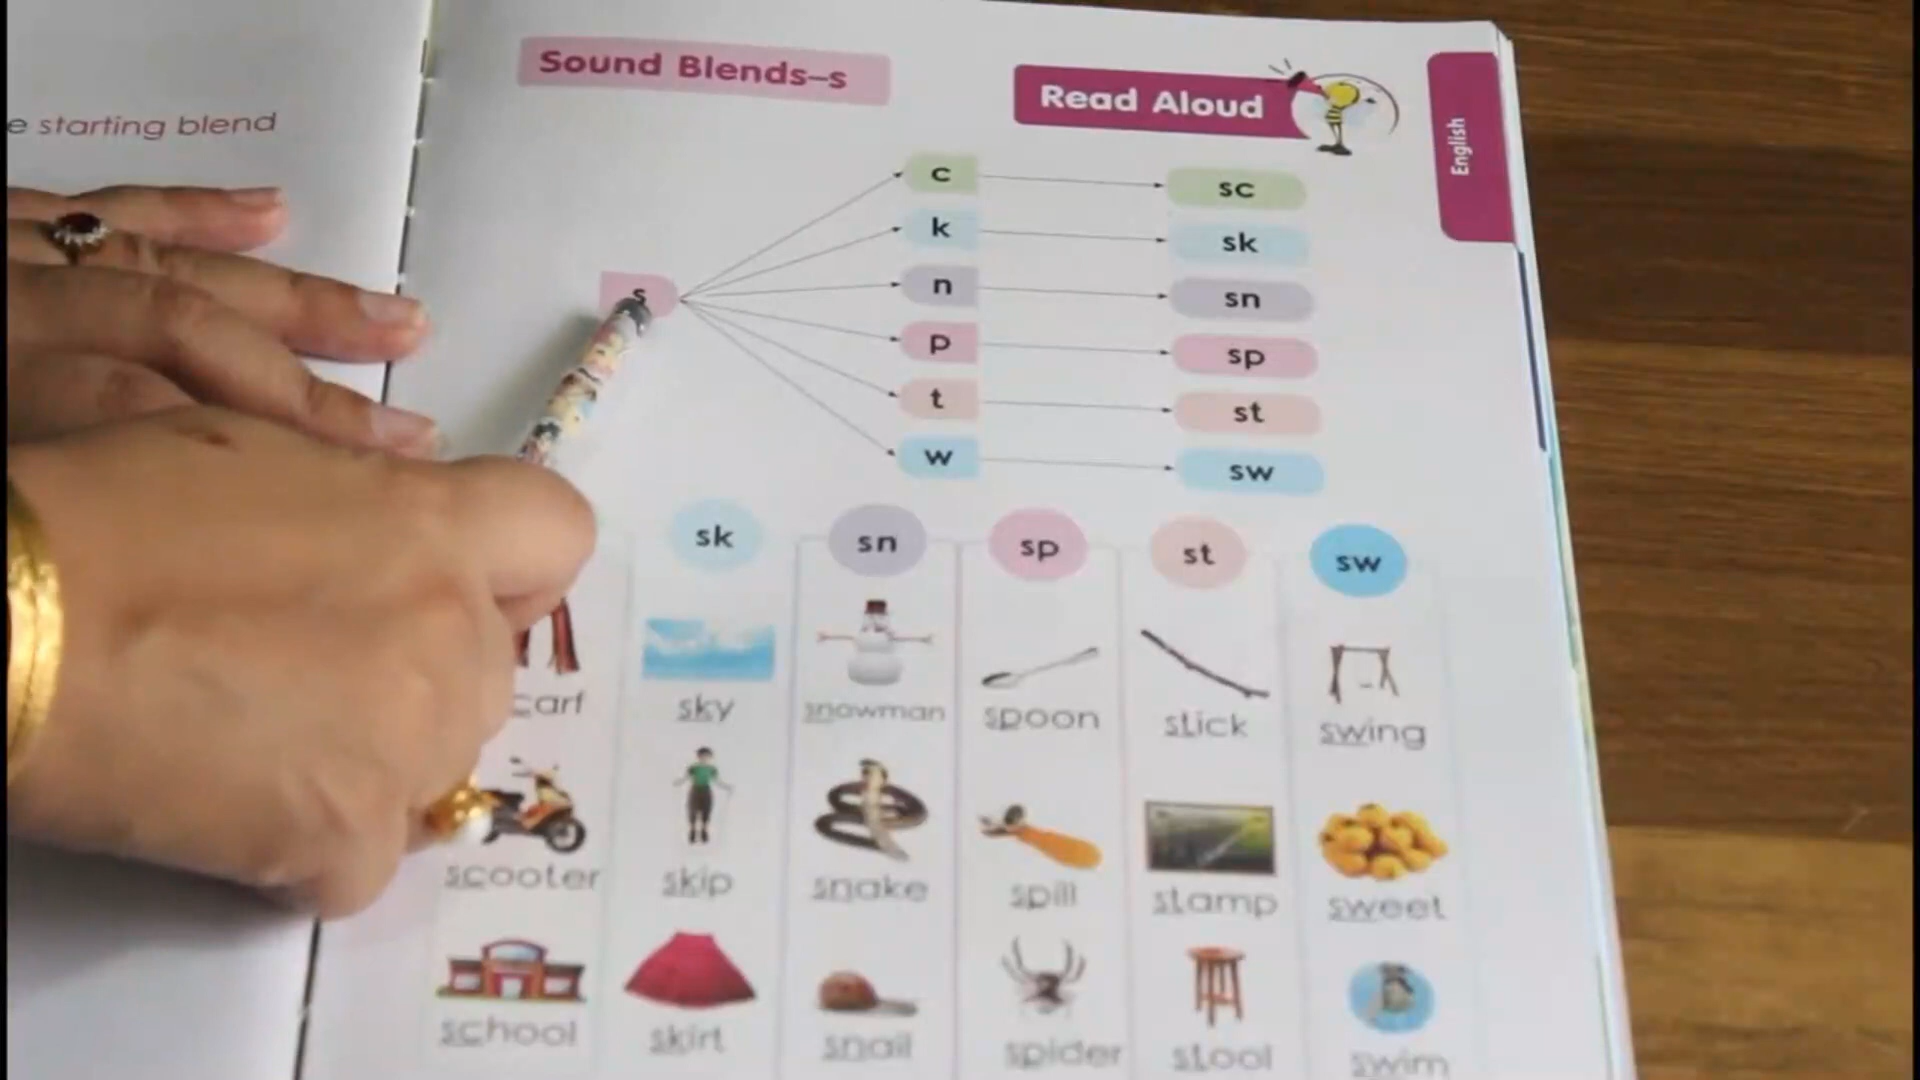 e starting blend
Sound Blends–s
Read Aloud
English
s
c sc
k sk
n sn
p sp
t st
w sw
sk sn sp st sw
carf sky snowman spoon stick swing
scooter skip snake spill stamp sweet
school skirt snail spider stool swim